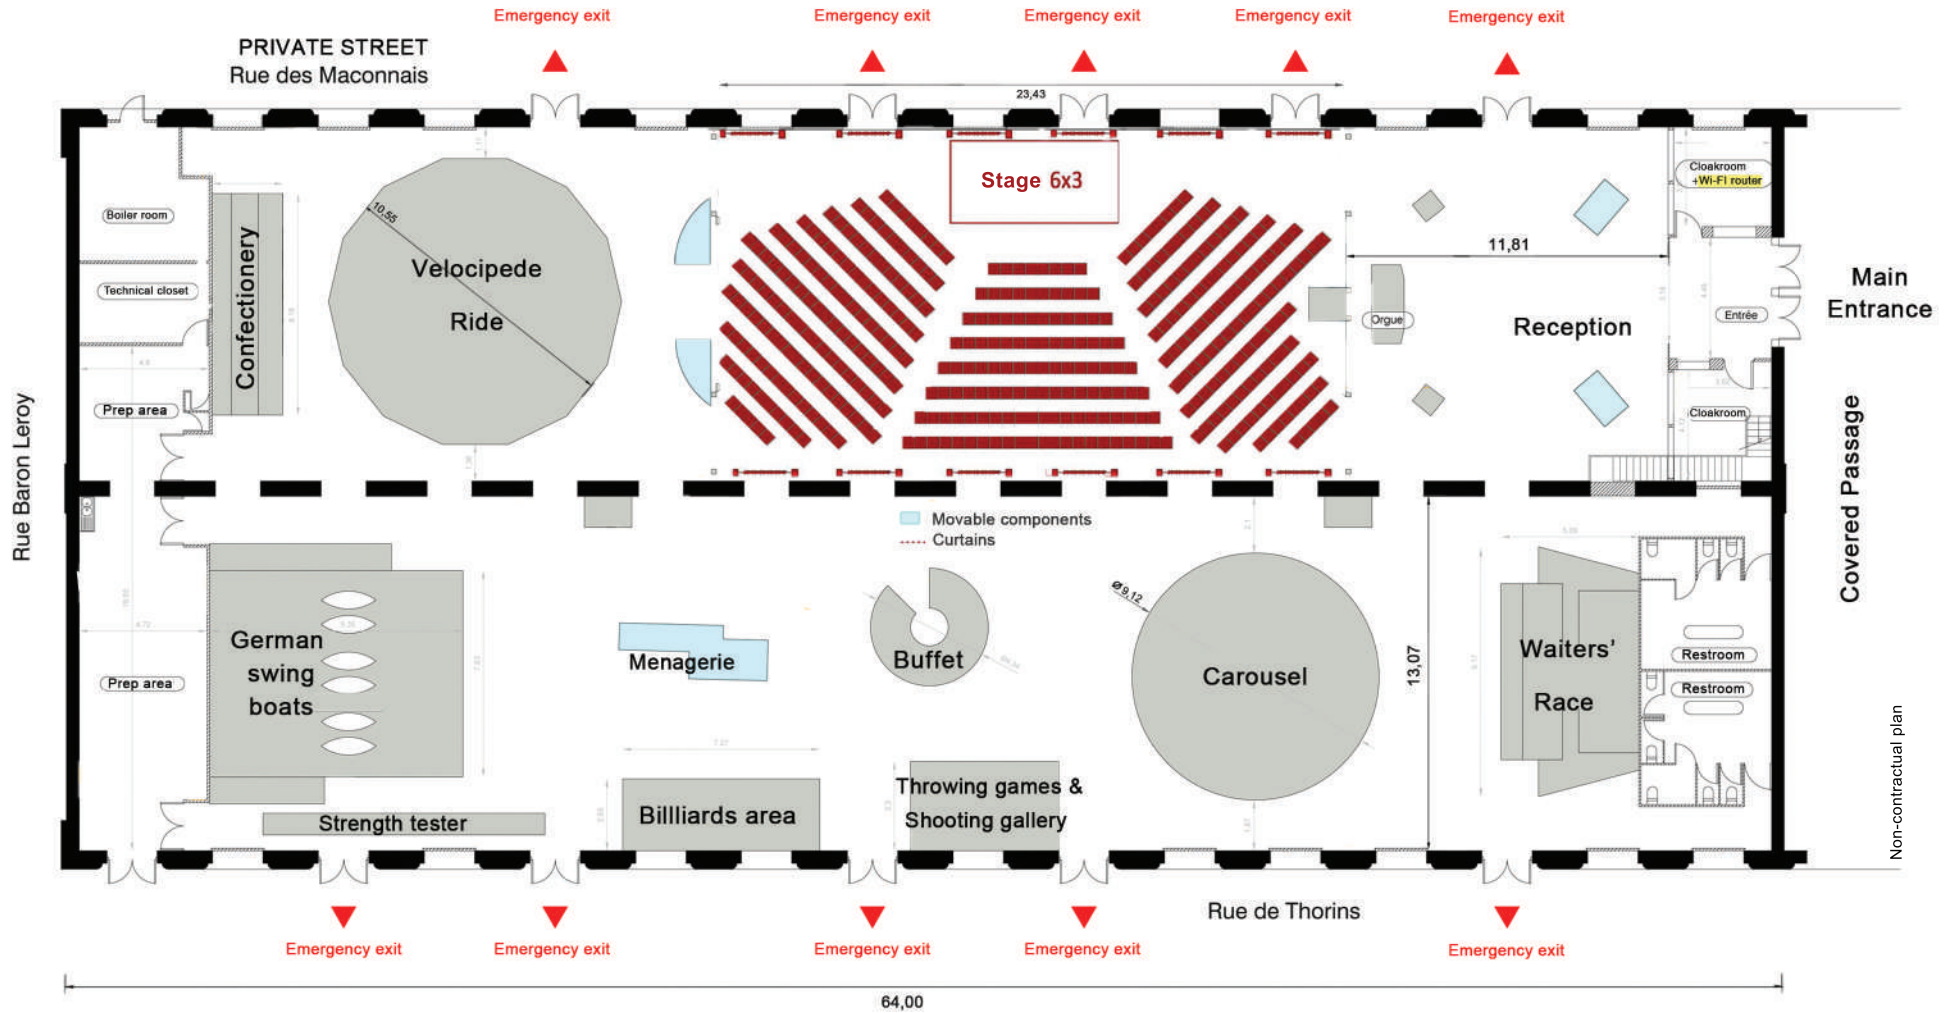 Emergency exit
Emergency exit
Emergency exit
Emergency exit
Emergency exit
PRIVATE STREET
Rue des Maconnais
23,43
Cloakroom
+Wi-FI router
Stage 6x3
Boiler room
10,55
Confectionery
Velocipede
Ride
11,81
Technical closet
Main
Entrance
Entrée
Orgue
Reception
Prep area
Cloakroom
Rue Baron Leroy
Covered Passage
Movable components
Curtains
Ø9,12
German
swing
boats
Menagerie
Buffet
Carousel
13,07
Waiters'
Race
Restroom
Restroom
Prep area
7,27
Throwing games &
Shooting gallery
Billliards area
Strength tester
Non-contractual plan
Rue de Thorins
Emergency exit
Emergency exit
Emergency exit
Emergency exit
Emergency exit
64,00